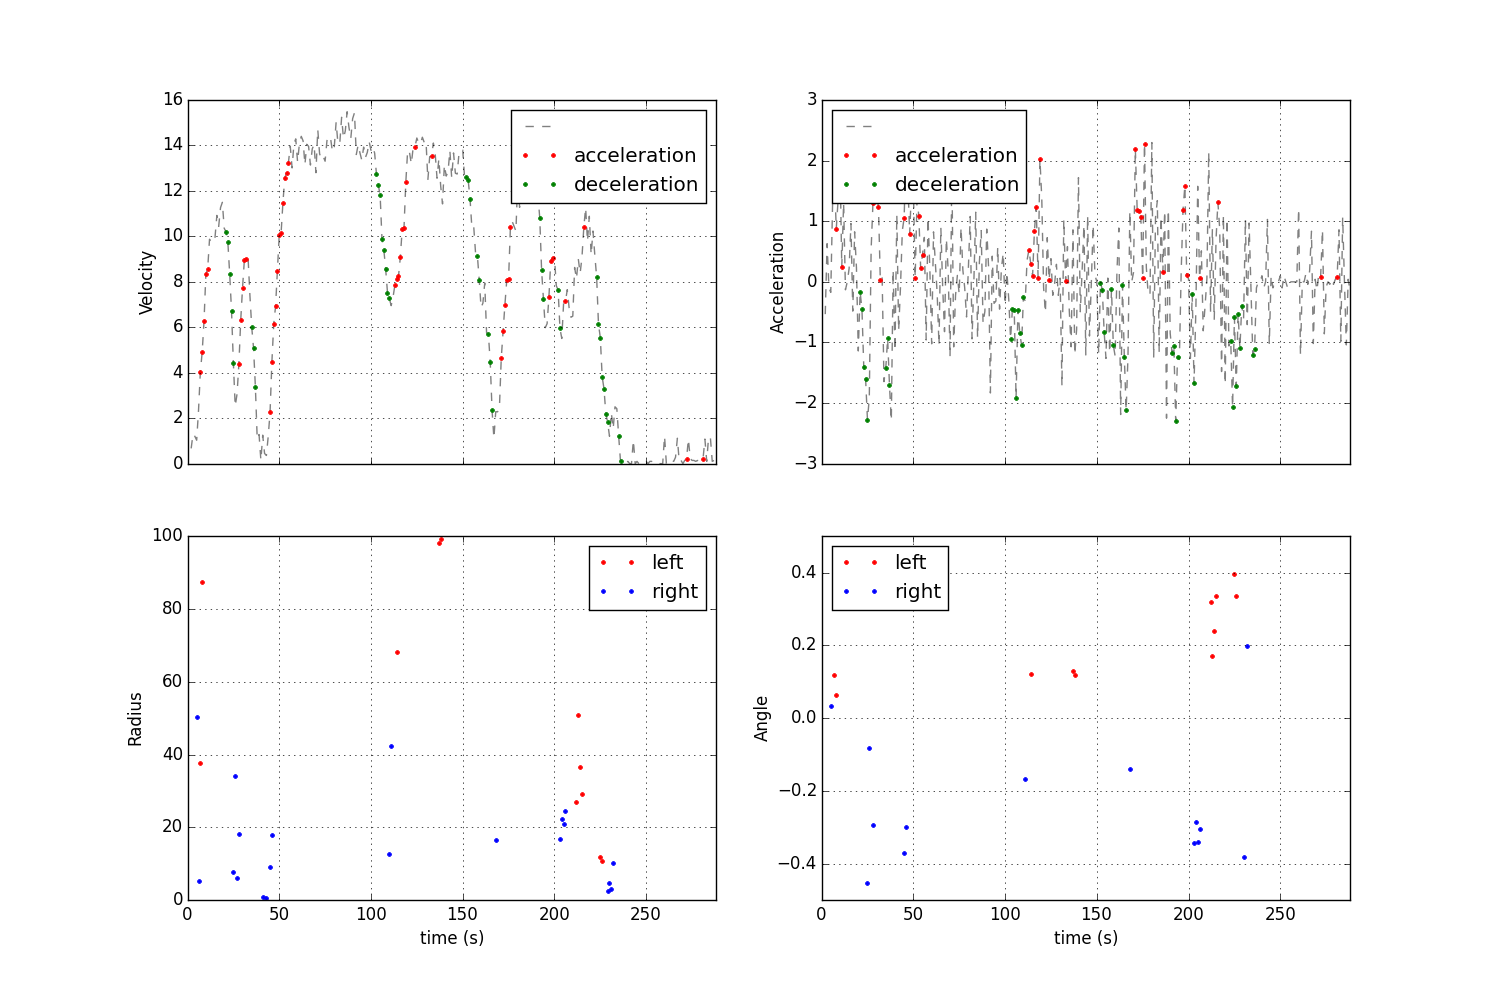 16
14
12
10
8
6
4
2
0
Velocity
acceleration
deceleration
3
2
1
0
−1
−2
−3
Acceleration
acceleration
deceleration
100
80
60
40
20
0
Radius
left
right
0 50 100 150 200 250
time (s)
0.4
0.2
0.0
−0.2
−0.4
Angle
left
right
0 50 100 150 200 250
time (s)